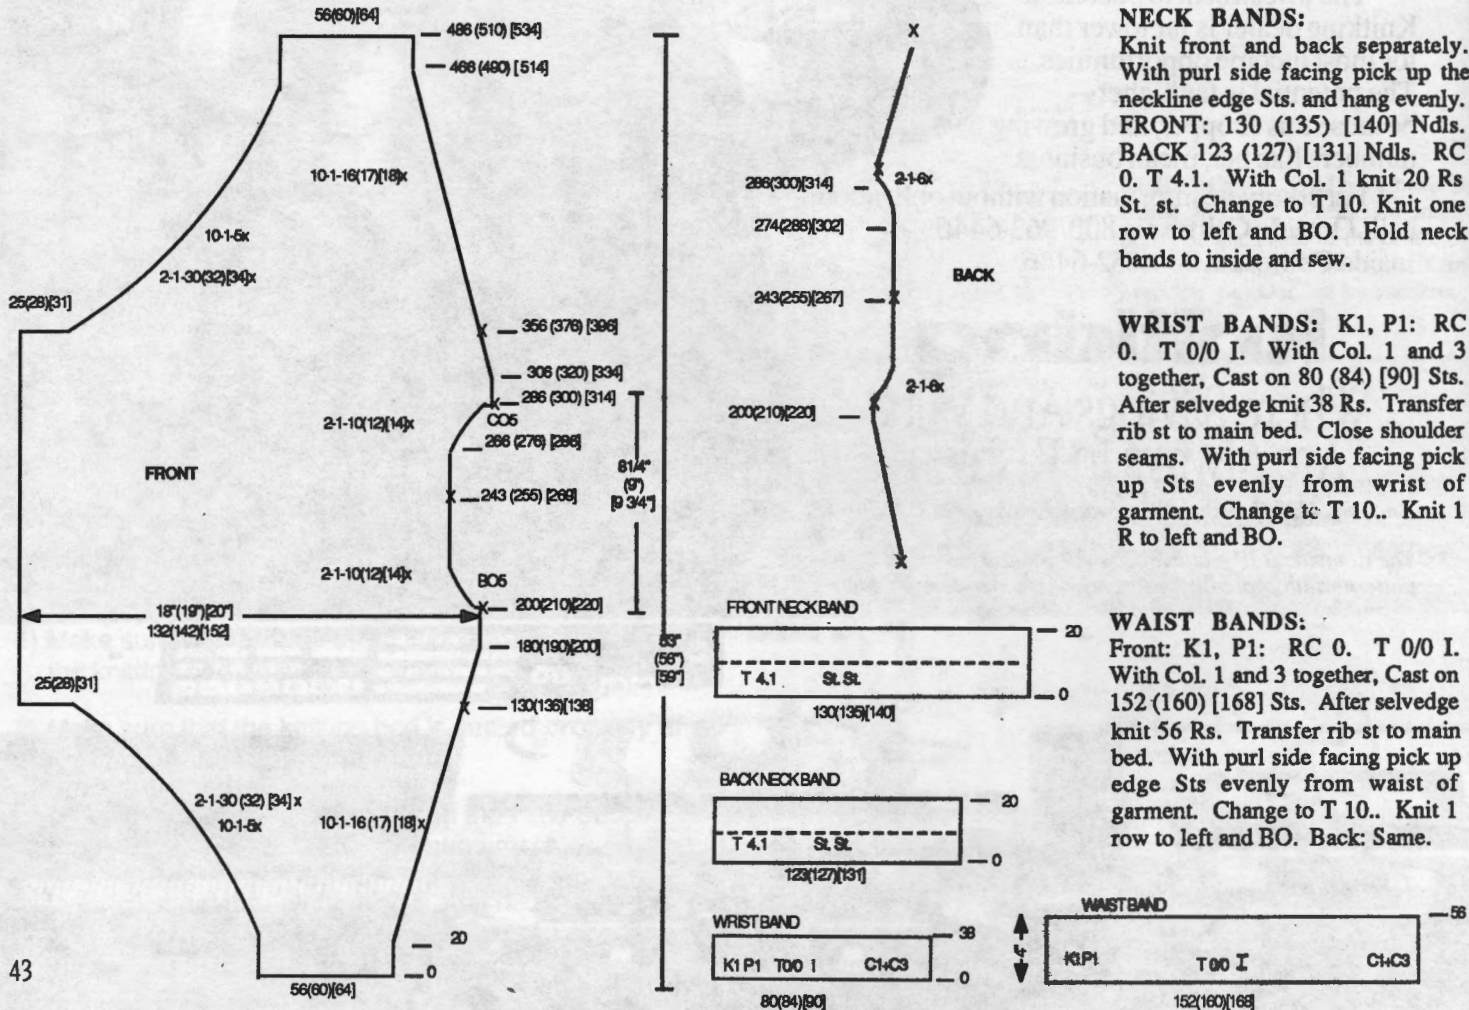 56(60)[64]
486 (510) [534]
466 (490) [514]
10-1-16(17)[18]x
10-1-5x
2-1-30(32)[34]x
25(28)[31]
356 (376) [396]
306 (320) [334]
286 (300) [314]
CO5
2-1-10(12)[14]x
266 (276) [286]
FRONT
8 1/4"
(9")
[9 3/4"]
243 (255) [269]
2-1-10(12)[14]x
BO5
200(210)[220]
18"(19")[20"]
132(142)[152]
180(190)[200]
25(28)[31]
130(136)[138]
2-1-30 (32) [34] x
10-1-5x
10-1-16 (17) [18] x
20
0
56(60)[64]
43
53"
(56")
[59"]
X
286(300)[314]
2-1-6x
274(288)[302]
BACK
243(255)[267]
2-1-6x
200(210)[220]
X
FRONT NECK BAND
20
T 4.1 St. St.
0
130(135)[140]
BACK NECK BAND
20
T 4.1 St. St.
0
123(127)[131]
WRIST BAND
38
K1 P1 T0/0 I C1+C3
0
80(84)[90]
NECK BANDS:
Knit front and back separately.
With purl side facing pick up the
neckline edge Sts. and hang evenly.
FRONT: 130 (135) [140] Ndls.
BACK 123 (127) [131] Ndls. RC
0. T 4.1. With Col. 1 knit 20 Rs
St. st. Change to T 10. Knit one
row to left and BO. Fold neck
bands to inside and sew.
WRIST BANDS: K1, P1: RC
0. T 0/0 I. With Col. 1 and 3
together, Cast on 80 (84) [90] Sts.
After selvedge knit 38 Rs. Transfer
rib st to main bed. Close shoulder
seams. With purl side facing pick
up Sts evenly from wrist of
garment. Change to T 10.. Knit 1
R to left and BO.
WAIST BANDS:
Front: K1, P1: RC 0. T 0/0 I.
With Col. 1 and 3 together, Cast on
152 (160) [168] Sts. After selvedge
knit 56 Rs. Transfer rib st to main
bed. With purl side facing pick up
edge Sts evenly from waist of
garment. Change to T 10.. Knit 1
row to left and BO. Back: Same.
WAIST BAND
56
4"
K1P1 T 0/0 I C1+C3
152(160)[168]